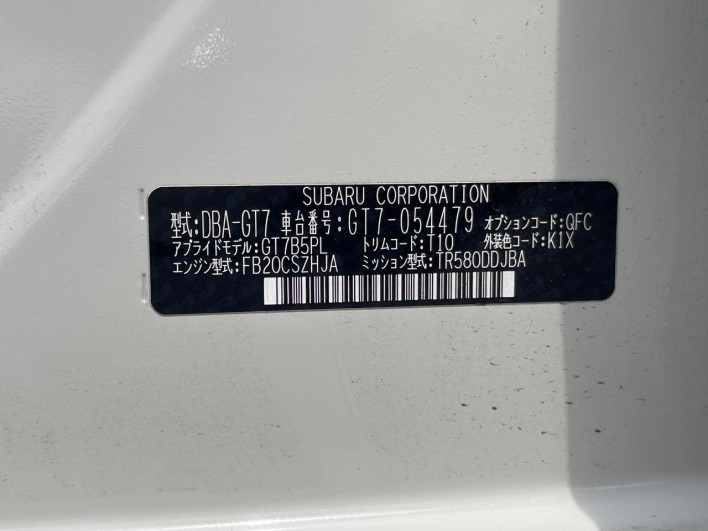 SUBARU CORPORATION
型式:DBA-GT7 車台番号:GT7-054479 オプションコード:QFC
アプライドモデル:GT7B5PL トリムコード:T10 外装色コード:K1X
エンジン型式:FB20CSZHJA ミッション型式:TR580DDJBA